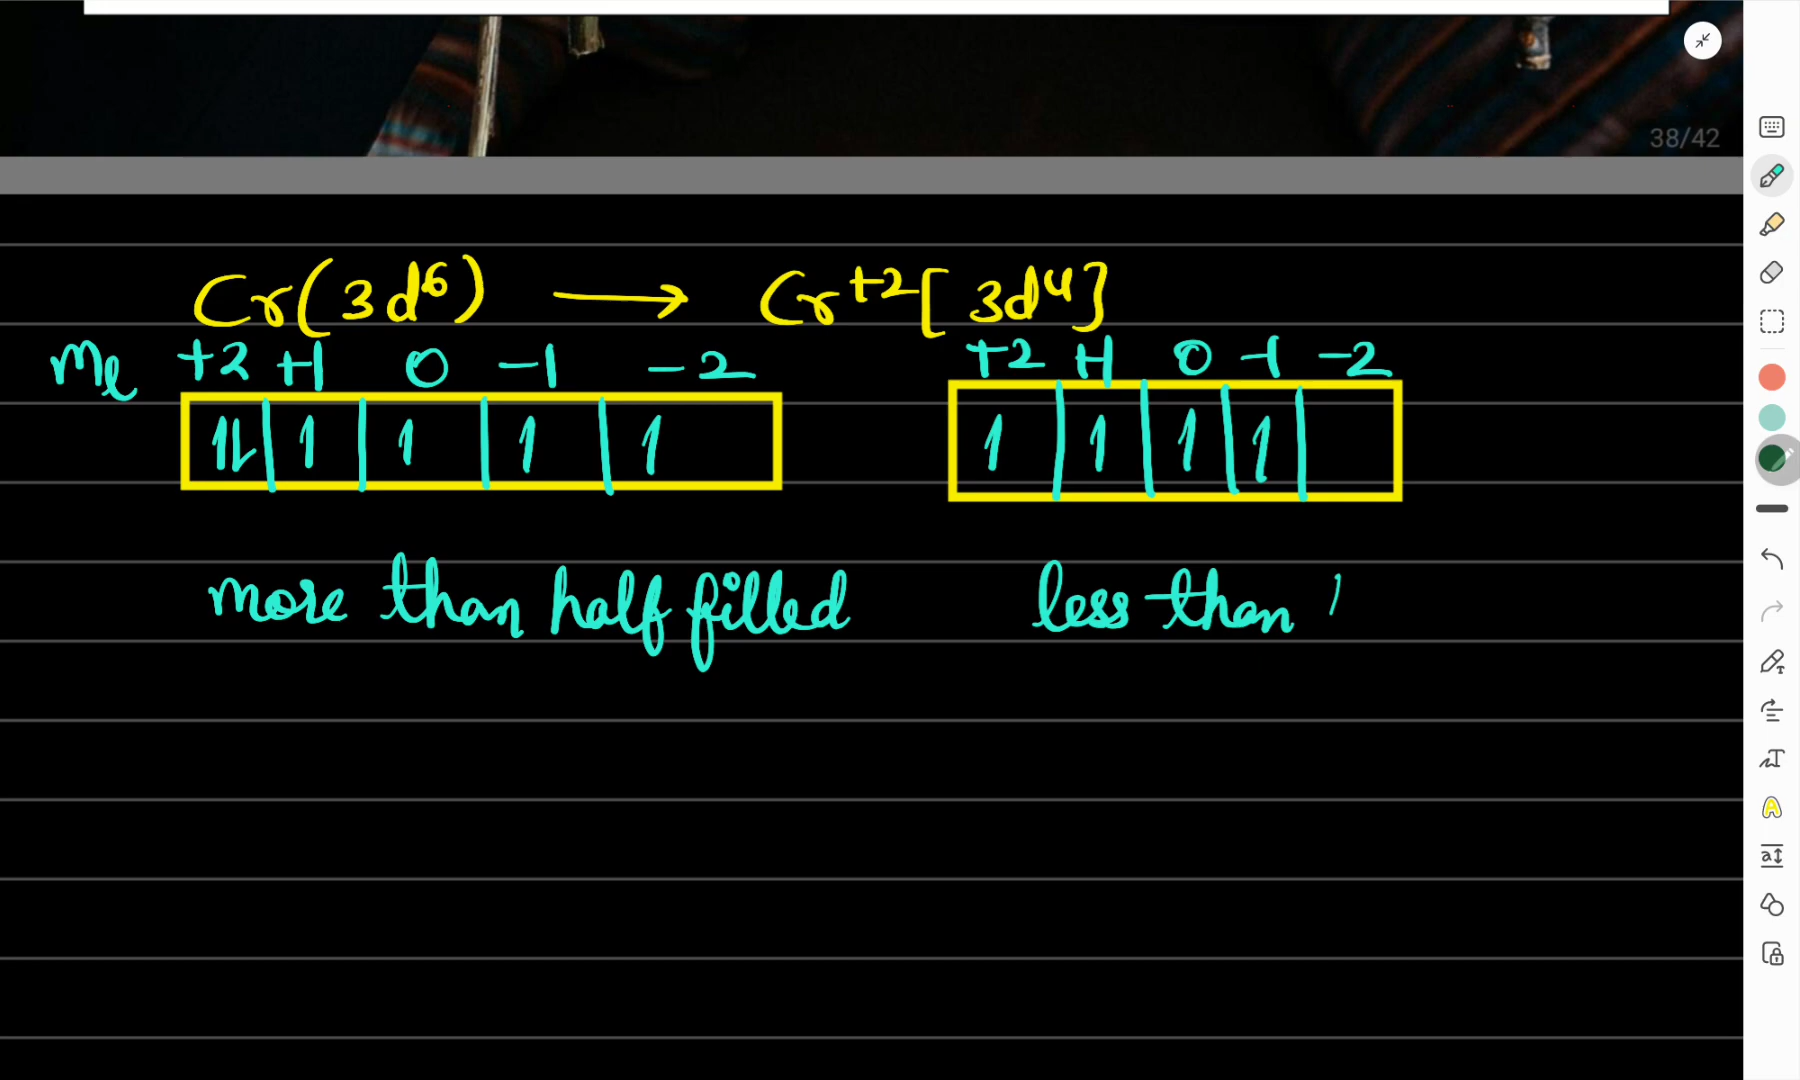 38/42
Cr(3d⁶) ⟶ Cr⁺²[3d⁴]
mℓ +2 +1 0 -1 -2 +2 +1 0 -1 -2
1L 1 1 1 1 1 1 1 1
more than half filled less than